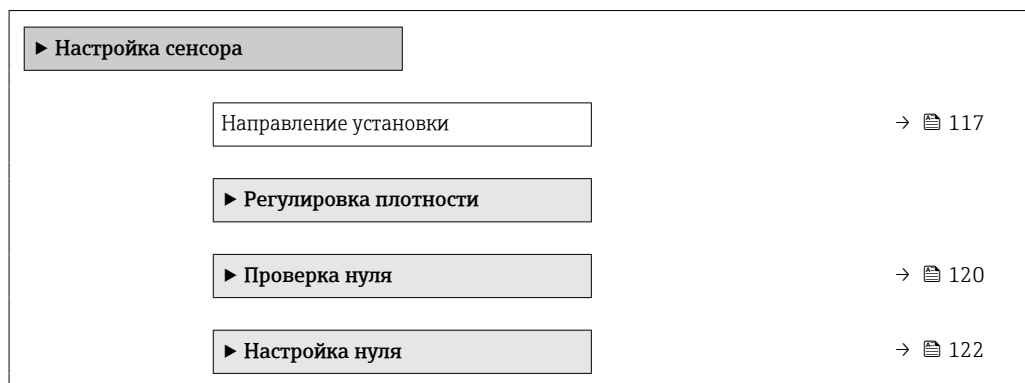 ▶ Настройка сенсора
Направление установки → 117
▶ Регулировка плотности
▶ Проверка нуля → 120
▶ Настройка нуля → 122